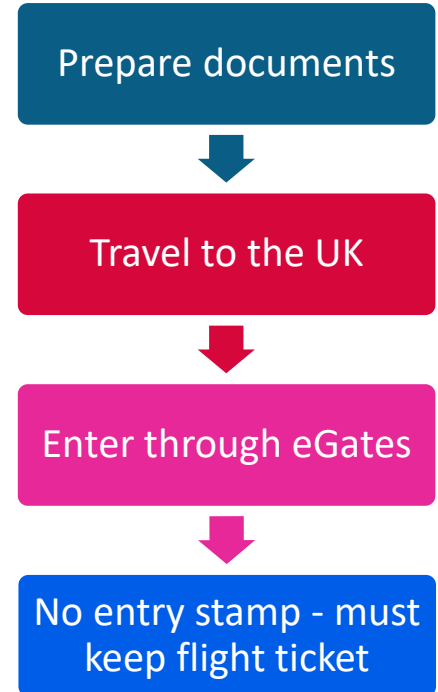 Prepare documents
Travel to the UK
Enter through eGates
No entry stamp - must
keep flight ticket